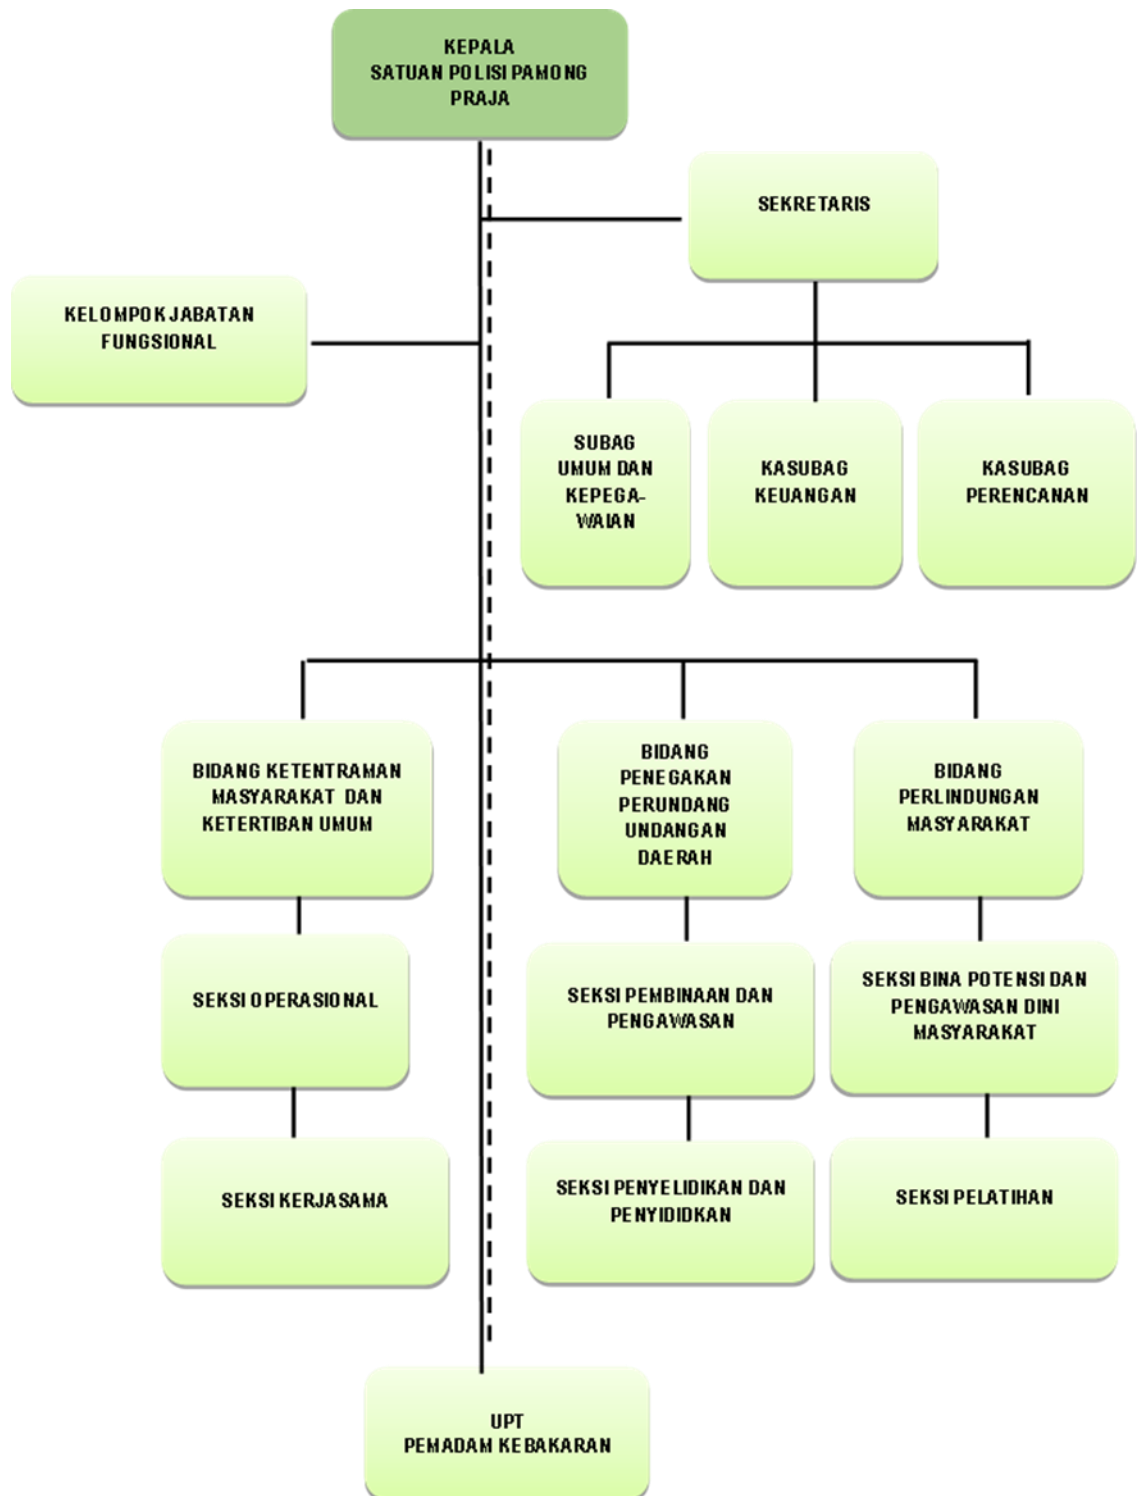 KEPALA
SATUAN POLISI PAMONG
PRAJA
SEKRETARIS
KELOMPOK JABATAN
FUNGSIONAL
SUBAG
UMUM DAN
KEPEGA-
WAIAN
KASUBAG
KEUANGAN
KASUBAG
PERENCANAN
BIDANG KETENTRAMAN
MASYARAKAT DAN
KETERTIBAN UMUM
BIDANG
PENEGAKAN
PERUNDANG
UNDANGAN
DAERAH
BIDANG
PERLINDUNGAN
MASYARAKAT
SEKSI OPERASIONAL
SEKSI PEMBINAAN DAN
PENGAWASAN
SEKSI BINA POTENSI DAN
PENGAWASAN DINI
MASYARAKAT
SEKSI KERJASAMA
SEKSI PENYELIDIKAN DAN
PENYIDIDKAN
SEKSI PELATIHAN
UPT
PEMADAM KEBAKARAN